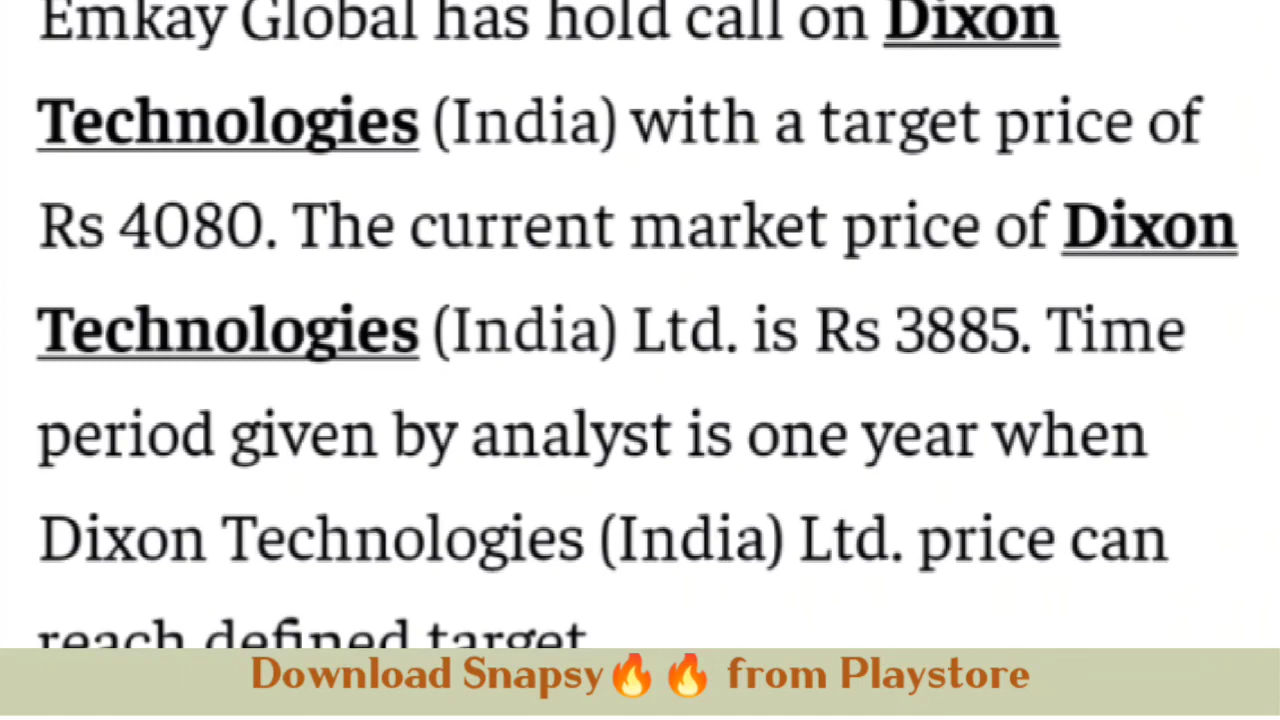 Emkay Global has hold call on Dixon
Technologies (India) with a target price of
Rs 4080. The current market price of Dixon
Technologies (India) Ltd. is Rs 3885. Time
period given by analyst is one year when
Dixon Technologies (India) Ltd. price can
reach defined target
Download Snapsy🔥🔥 from Playstore